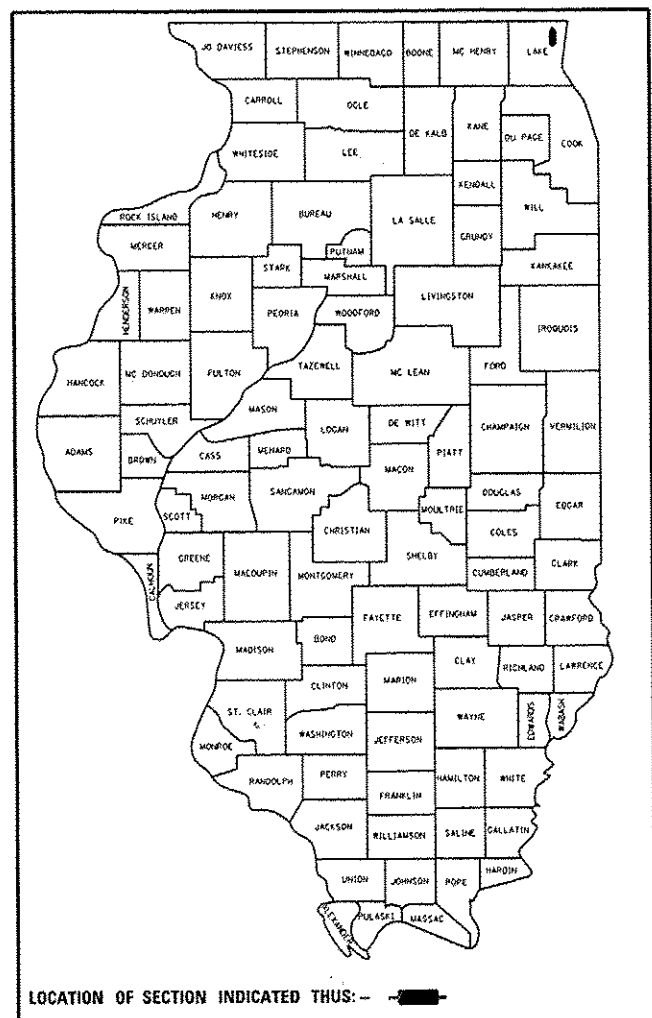 JO DAVIESS STEPHENSON WINNEBAGO BOONE MC HENRY LAKE
CARROLL OGLE DE KALB KANE DU PAGE COOK
WHITESIDE LEE KENDALL WILL
ROCK ISLAND HENRY BUREAU LA SALLE GRUNDY
MERCER STARK PUTNAM KANKAKEE
MARSHALL
HENDERSON WARREN KNOX PEORIA WOODFORD LIVINGSTON IROQUOIS
HANCOCK MC DONOUGH FULTON TAZEWELL MC LEAN FORD
SCHUYLER MASON LOGAN DE WITT CHAMPAIGN VERMILION
ADAMS BROWN CASS MENARD MACON PIATT
PIKE SCOTT MORGAN SANGAMON CHRISTIAN MOULTRIE DOUGLAS EDGAR
COLES
CALHOUN GREENE MACOUPIN MONTGOMERY SHELBY CUMBERLAND CLARK
JERSEY FAYETTE EFFINGHAM JASPER CRAWFORD
MADISON BOND CLAY RICHLAND LAWRENCE
ST. CLAIR CLINTON MARION WAYNE EDWARDS WABASH
MONROE WASHINGTON JEFFERSON
RANDOLPH PERRY FRANKLIN HAMILTON WHITE
JACKSON WILLIAMSON SALINE GALLATIN
UNION JOHNSON POPE HARDIN
ALEXANDER PULASKI MASSAC
LOCATION OF SECTION INDICATED THUS: -